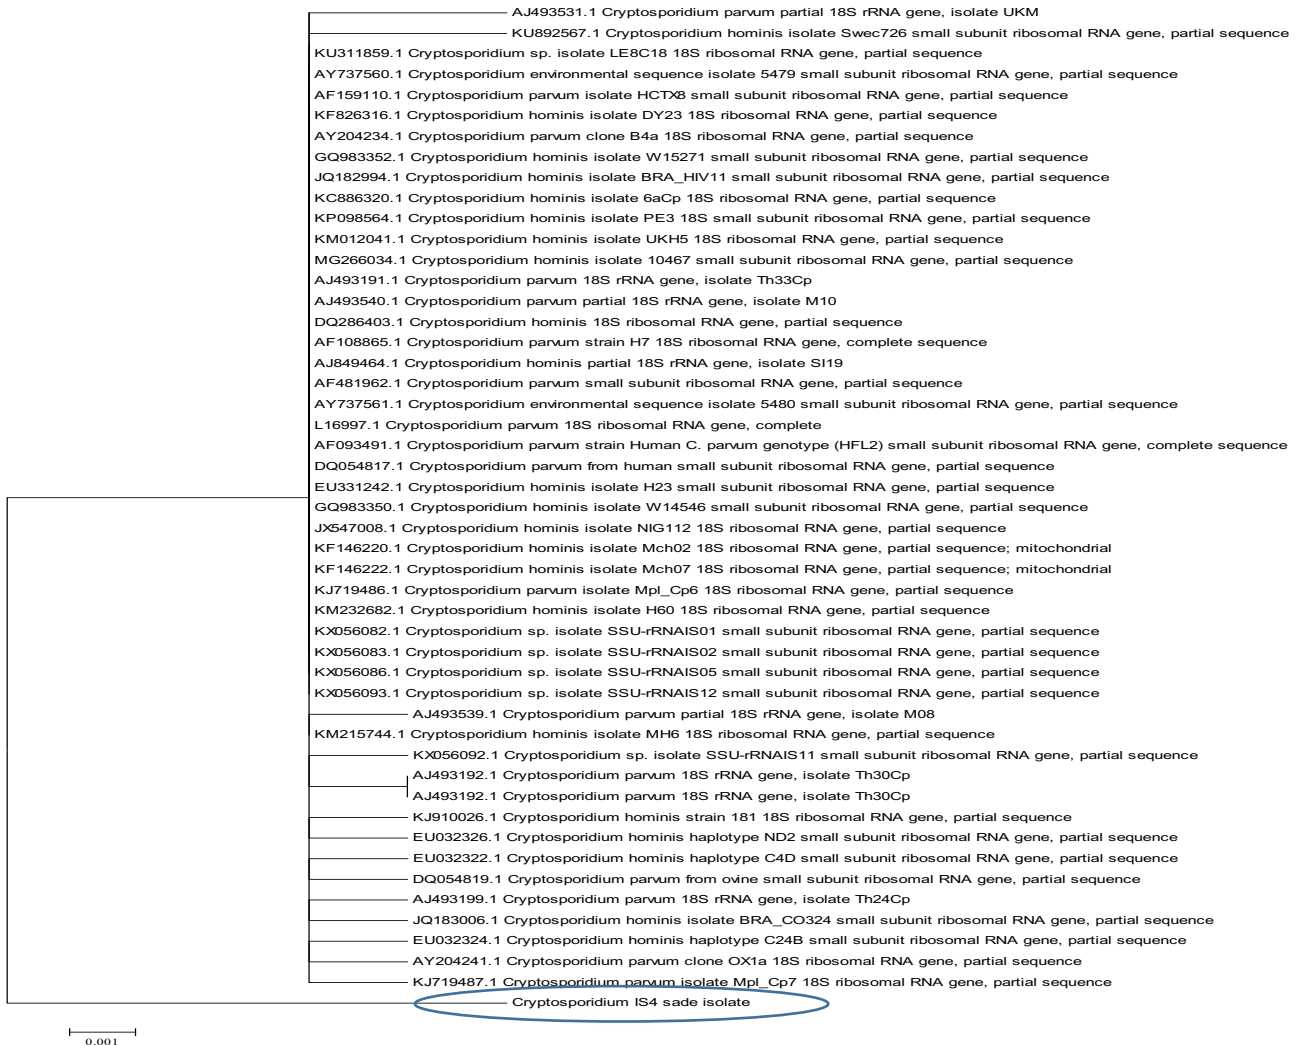 AJ493531.1 Cryptosporidium parvum partial 18S rRNA gene, isolate UKM
KU892567.1 Cryptosporidium hominis isolate Swec726 small subunit ribosomal RNA gene, partial sequence
KU311859.1 Cryptosporidium sp. isolate LE8C18 18S ribosomal RNA gene, partial sequence
AY737560.1 Cryptosporidium environmental sequence isolate 5479 small subunit ribosomal RNA gene, partial sequence
AF159110.1 Cryptosporidium parvum isolate HCTX8 small subunit ribosomal RNA gene, partial sequence
KF826316.1 Cryptosporidium hominis isolate DY23 18S ribosomal RNA gene, partial sequence
AY204234.1 Cryptosporidium parvum clone B4a 18S ribosomal RNA gene, partial sequence
GQ983352.1 Cryptosporidium hominis isolate W15271 small subunit ribosomal RNA gene, partial sequence
JQ182994.1 Cryptosporidium hominis isolate BRA_HIV11 small subunit ribosomal RNA gene, partial sequence
KC886320.1 Cryptosporidium hominis isolate 6aCp 18S ribosomal RNA gene, partial sequence
KP098564.1 Cryptosporidium hominis isolate PE3 18S small subunit ribosomal RNA gene, partial sequence
KM012041.1 Cryptosporidium hominis isolate UKH5 18S ribosomal RNA gene, partial sequence
MG266034.1 Cryptosporidium hominis isolate 10467 small subunit ribosomal RNA gene, partial sequence
AJ493191.1 Cryptosporidium parvum 18S rRNA gene, isolate Th33Cp
AJ493540.1 Cryptosporidium parvum partial 18S rRNA gene, isolate M10
DQ286403.1 Cryptosporidium hominis 18S ribosomal RNA gene, partial sequence
AF108865.1 Cryptosporidium parvum strain H7 18S ribosomal RNA gene, complete sequence
AJ849464.1 Cryptosporidium hominis partial 18S rRNA gene, isolate SI19
AF481962.1 Cryptosporidium parvum small subunit ribosomal RNA gene, partial sequence
AY737561.1 Cryptosporidium environmental sequence isolate 5480 small subunit ribosomal RNA gene, partial sequence
L16997.1 Cryptosporidium parvum 18S ribosomal RNA gene, complete
AF093491.1 Cryptosporidium parvum strain Human C. parvum genotype (HFL2) small subunit ribosomal RNA gene, complete sequence
DQ054817.1 Cryptosporidium parvum from human small subunit ribosomal RNA gene, partial sequence
EU331242.1 Cryptosporidium hominis isolate H23 small subunit ribosomal RNA gene, partial sequence
GQ983350.1 Cryptosporidium hominis isolate W14546 small subunit ribosomal RNA gene, partial sequence
JX547008.1 Cryptosporidium hominis isolate NIG112 18S ribosomal RNA gene, partial sequence
KF146220.1 Cryptosporidium hominis isolate Mch02 18S ribosomal RNA gene, partial sequence; mitochondrial
KF146222.1 Cryptosporidium hominis isolate Mch07 18S ribosomal RNA gene, partial sequence; mitochondrial
KJ719486.1 Cryptosporidium parvum isolate Mpl_Cp6 18S ribosomal RNA gene, partial sequence
KM232682.1 Cryptosporidium hominis isolate H60 18S ribosomal RNA gene, partial sequence
KX056082.1 Cryptosporidium sp. isolate SSU-rRNAIS01 small subunit ribosomal RNA gene, partial sequence
KX056083.1 Cryptosporidium sp. isolate SSU-rRNAIS02 small subunit ribosomal RNA gene, partial sequence
KX056086.1 Cryptosporidium sp. isolate SSU-rRNAIS05 small subunit ribosomal RNA gene, partial sequence
KX056093.1 Cryptosporidium sp. isolate SSU-rRNAIS12 small subunit ribosomal RNA gene, partial sequence
AJ493539.1 Cryptosporidium parvum partial 18S rRNA gene, isolate M08
KM215744.1 Cryptosporidium hominis isolate MH6 18S ribosomal RNA gene, partial sequence
KX056092.1 Cryptosporidium sp. isolate SSU-rRNAIS11 small subunit ribosomal RNA gene, partial sequence
AJ493192.1 Cryptosporidium parvum 18S rRNA gene, isolate Th30Cp
AJ493192.1 Cryptosporidium parvum 18S rRNA gene, isolate Th30Cp
KJ910026.1 Cryptosporidium hominis strain 181 18S ribosomal RNA gene, partial sequence
EU032326.1 Cryptosporidium hominis haplotype ND2 small subunit ribosomal RNA gene, partial sequence
EU032322.1 Cryptosporidium hominis haplotype C4D small subunit ribosomal RNA gene, partial sequence
DQ054819.1 Cryptosporidium parvum from ovine small subunit ribosomal RNA gene, partial sequence
AJ493199.1 Cryptosporidium parvum 18S rRNA gene, isolate Th24Cp
JQ183006.1 Cryptosporidium hominis isolate BRA_CO324 small subunit ribosomal RNA gene, partial sequence
EU032324.1 Cryptosporidium hominis haplotype C24B small subunit ribosomal RNA gene, partial sequence
AY204241.1 Cryptosporidium parvum clone OX1a 18S ribosomal RNA gene, partial sequence
KJ719487.1 Cryptosporidium parvum isolate Mpl_Cp7 18S ribosomal RNA gene, partial sequence
Cryptosporidium IS4 sade isolate
0.001